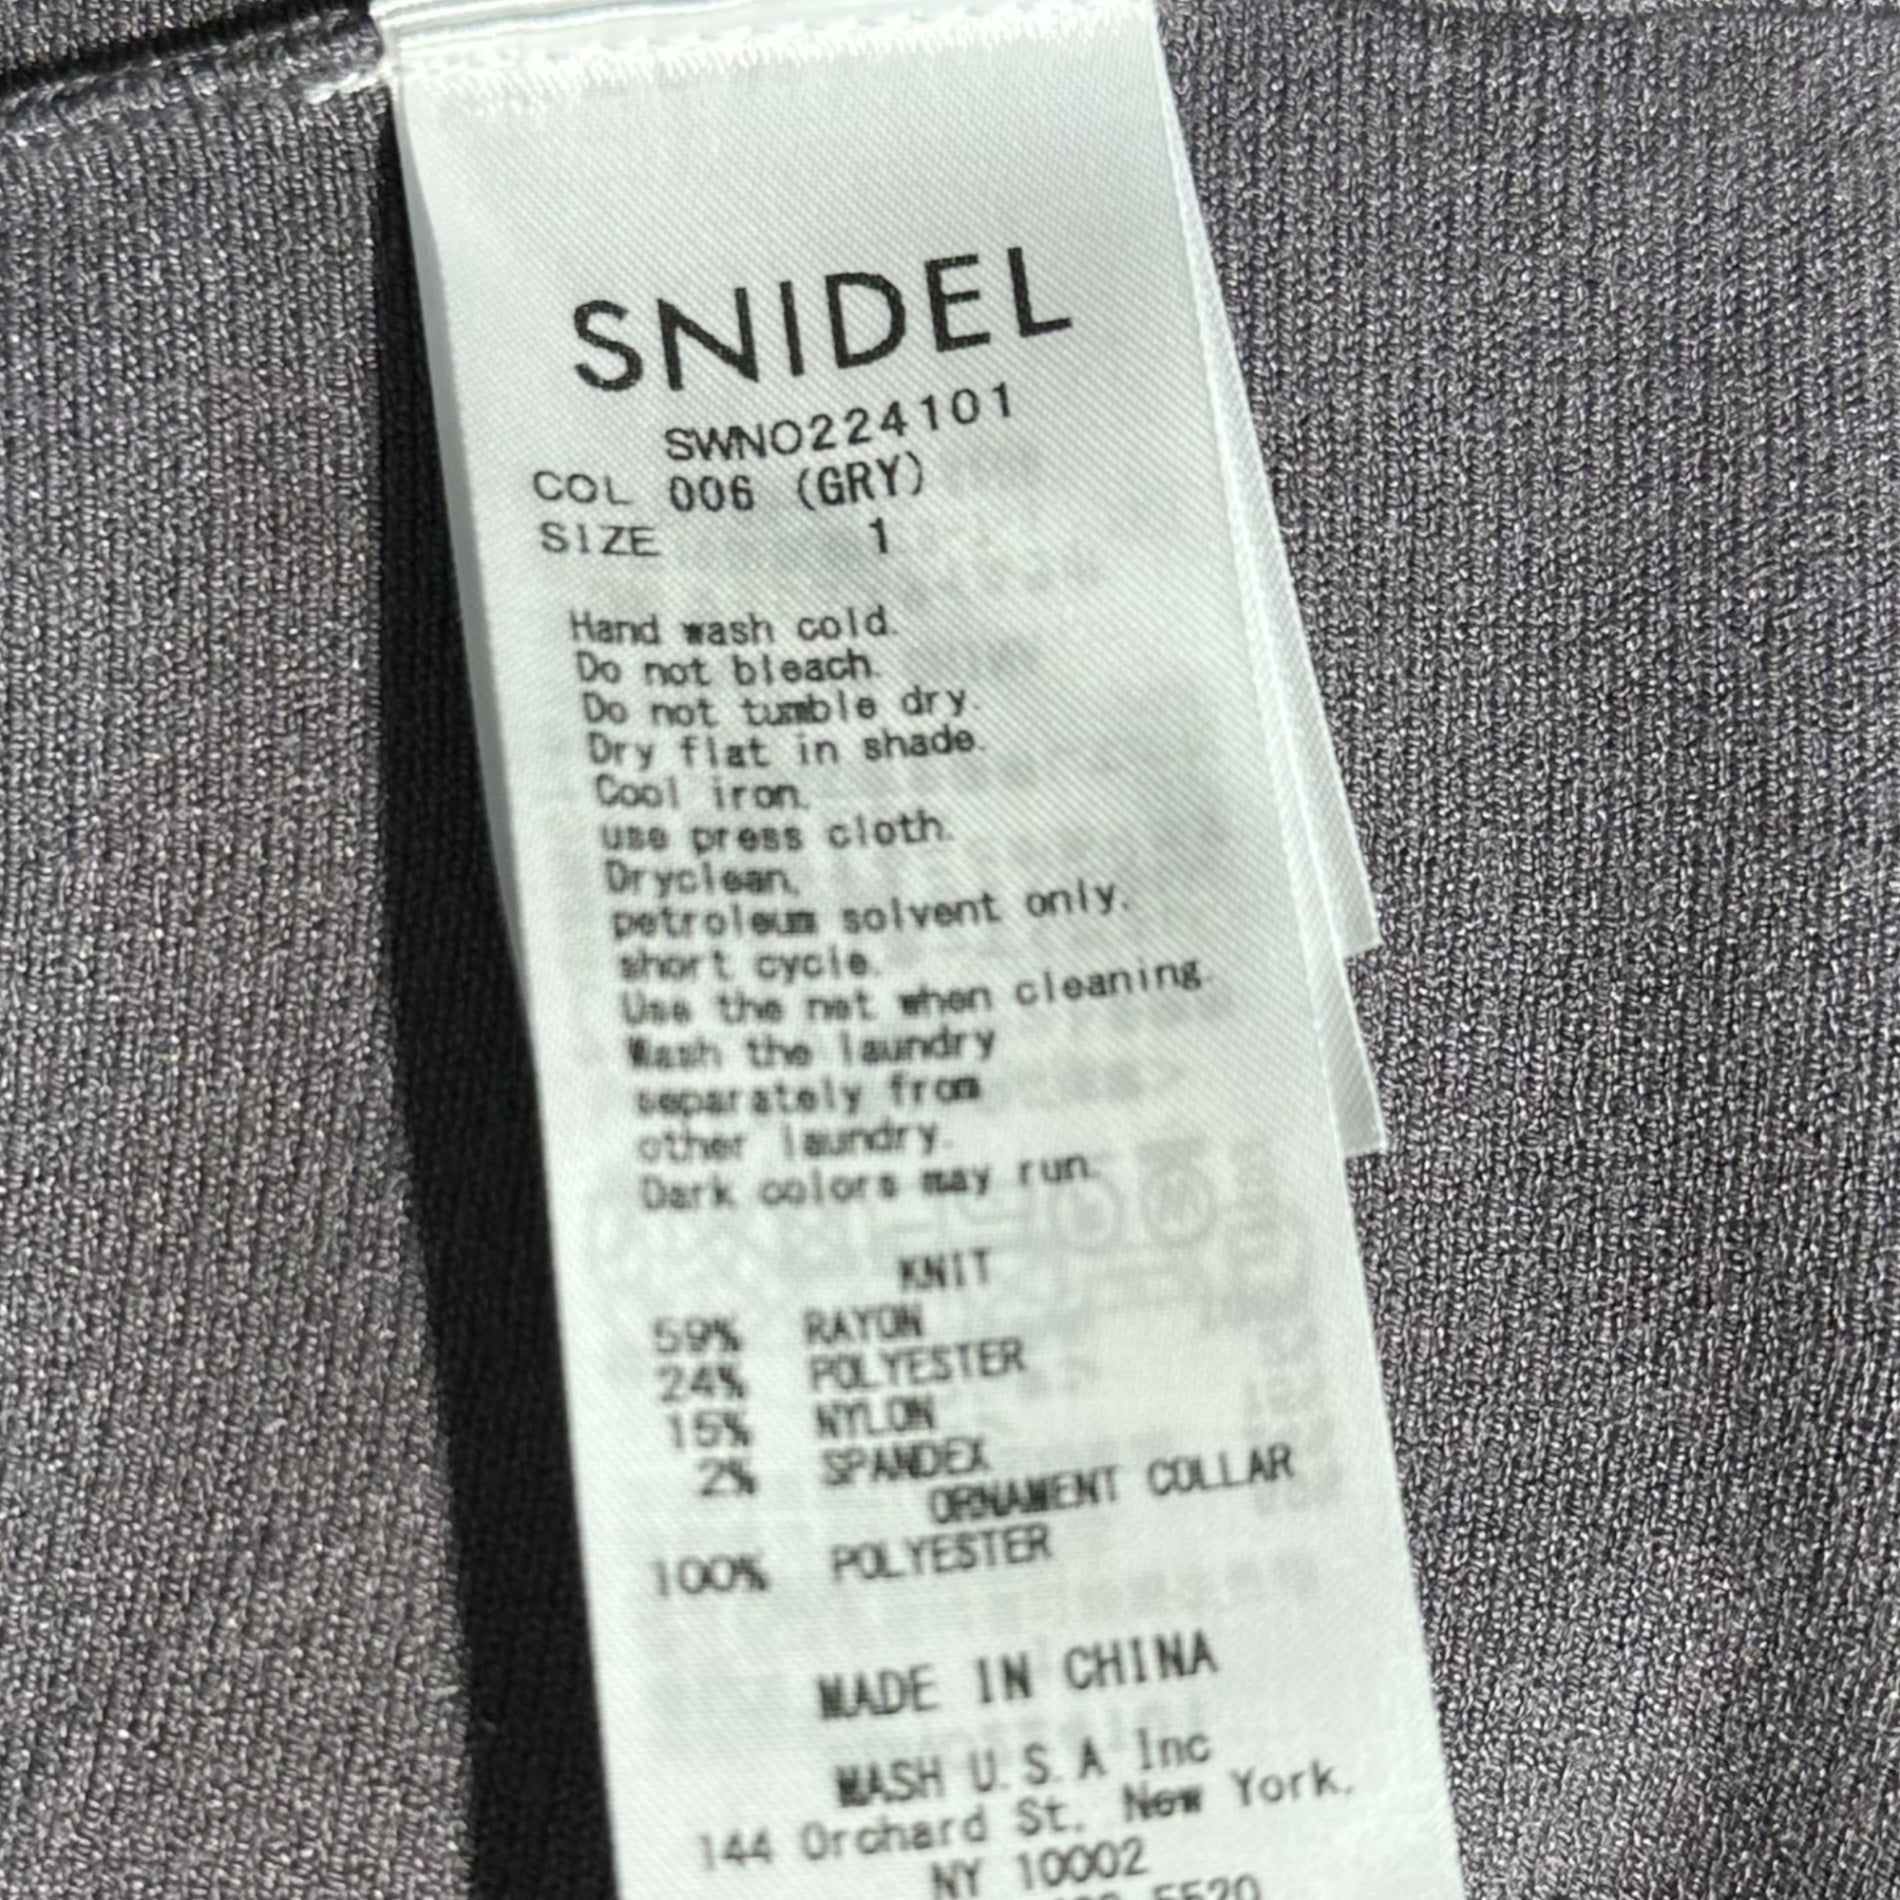 SNIDEL
SWNO224101
COL 006 (GRY)
SIZE 1
Hand wash cold.
Do not bleach.
Do not tumble dry.
Dry flat in shade.
Cool iron.
use press cloth.
Dryclean.
petroleum solvent only.
short cycle.
Use the net when cleaning.
Wash the laundry
separately from
other laundry.
Dark colors may run.
KNIT
59% RAYON
24% POLYESTER
15% NYLON
2% SPANDEX
ORNAMENT COLLAR
100% POLYESTER
MADE IN CHINA
MASH U.S.A Inc
144 Orchard St. New York.
NY 10002
5520